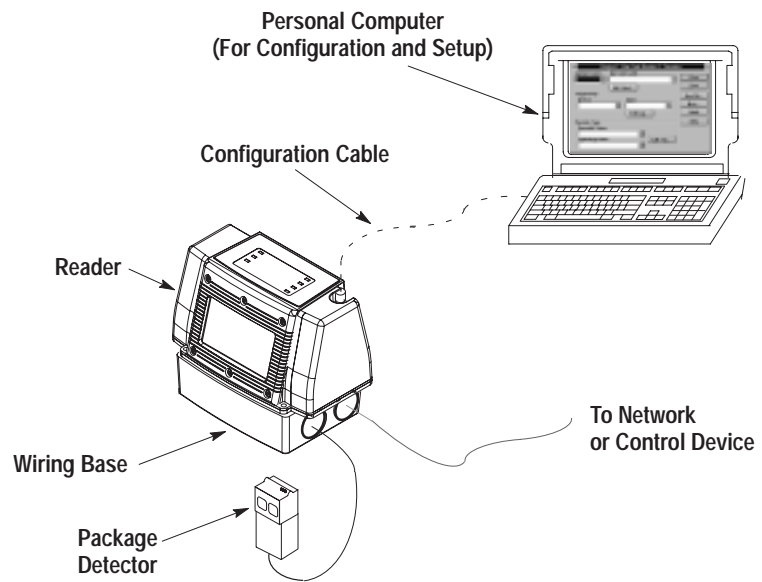 Personal Computer
(For Configuration and Setup)
Configuration Cable
Reader
To Network
or Control Device
Wiring Base
Package
Detector